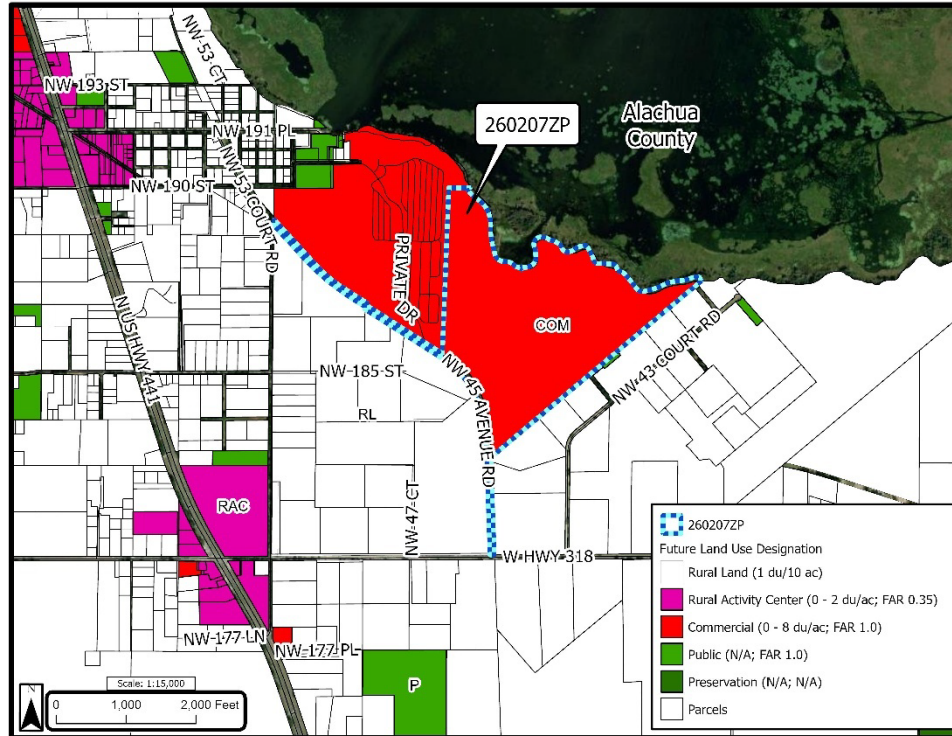 NW 53 CT
NW 193 ST
NW 191 PL
NW 190 ST
NW 53 COURT RD
260207ZP
Alachua
County
PRIVATE DR
COM
N US HWY 441
NW 185 ST
RL
NW 45 AVENUE RD
NW 43 COURT RD
NW 47 CT
RAC
W HWY 318
NW 177 LN
NW 177 PL
P
260207ZP
Future Land Use Designation
Rural Land (1 du/10 ac)
Rural Activity Center (0 - 2 du/ac; FAR 0.35)
Commercial (0 - 8 du/ac; FAR 1.0)
Public (N/A; FAR 1.0)
Preservation (N/A; N/A)
Parcels
N
Scale: 1:15,000
0 1,000 2,000 Feet